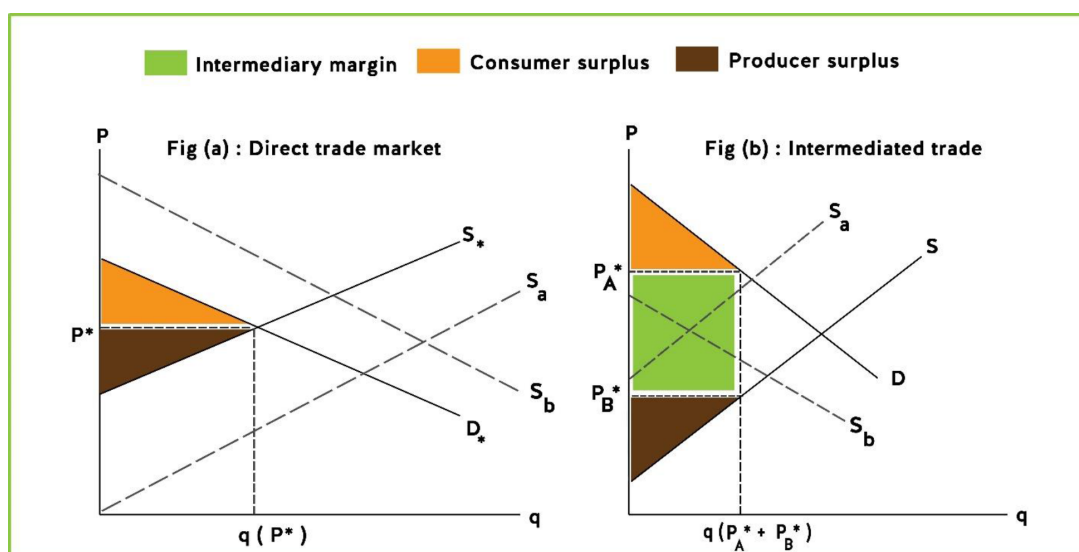 Intermediary margin
Consumer surplus
Producer surplus
Fig (a) : Direct trade market
P
S*
Sa
P*
Sb
D*
q
q ( P* )
Fig (b) : Intermediated trade
P
Sa
S
PA*
PB*
D
Sb
q
q (PA* + PB*)